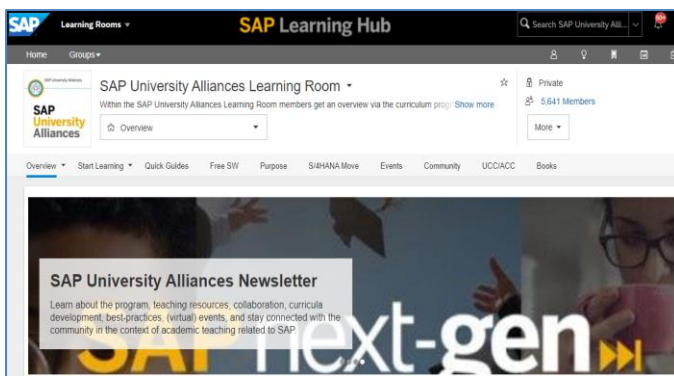 SAP Learning Rooms SAP Learning Hub Search SAP University Alli...
Home Groups
SAP University Alliances Learning Room
Private
SAP University Alliances
Within the SAP University Alliances Learning Room members get an overview via the curriculum prog Show more
5,641 Members
Overview
More
Overview Start Learning Quick Guides Free SW Purpose S/4HANA Move Events Community UCC/ACC Books
SAP University Alliances Newsletter
Learn about the program, teaching resources, collaboration, curricula
development, best-practices, (virtual) events, and stay connected with the
community in the context of academic teaching related to SAP
SAP next-gen